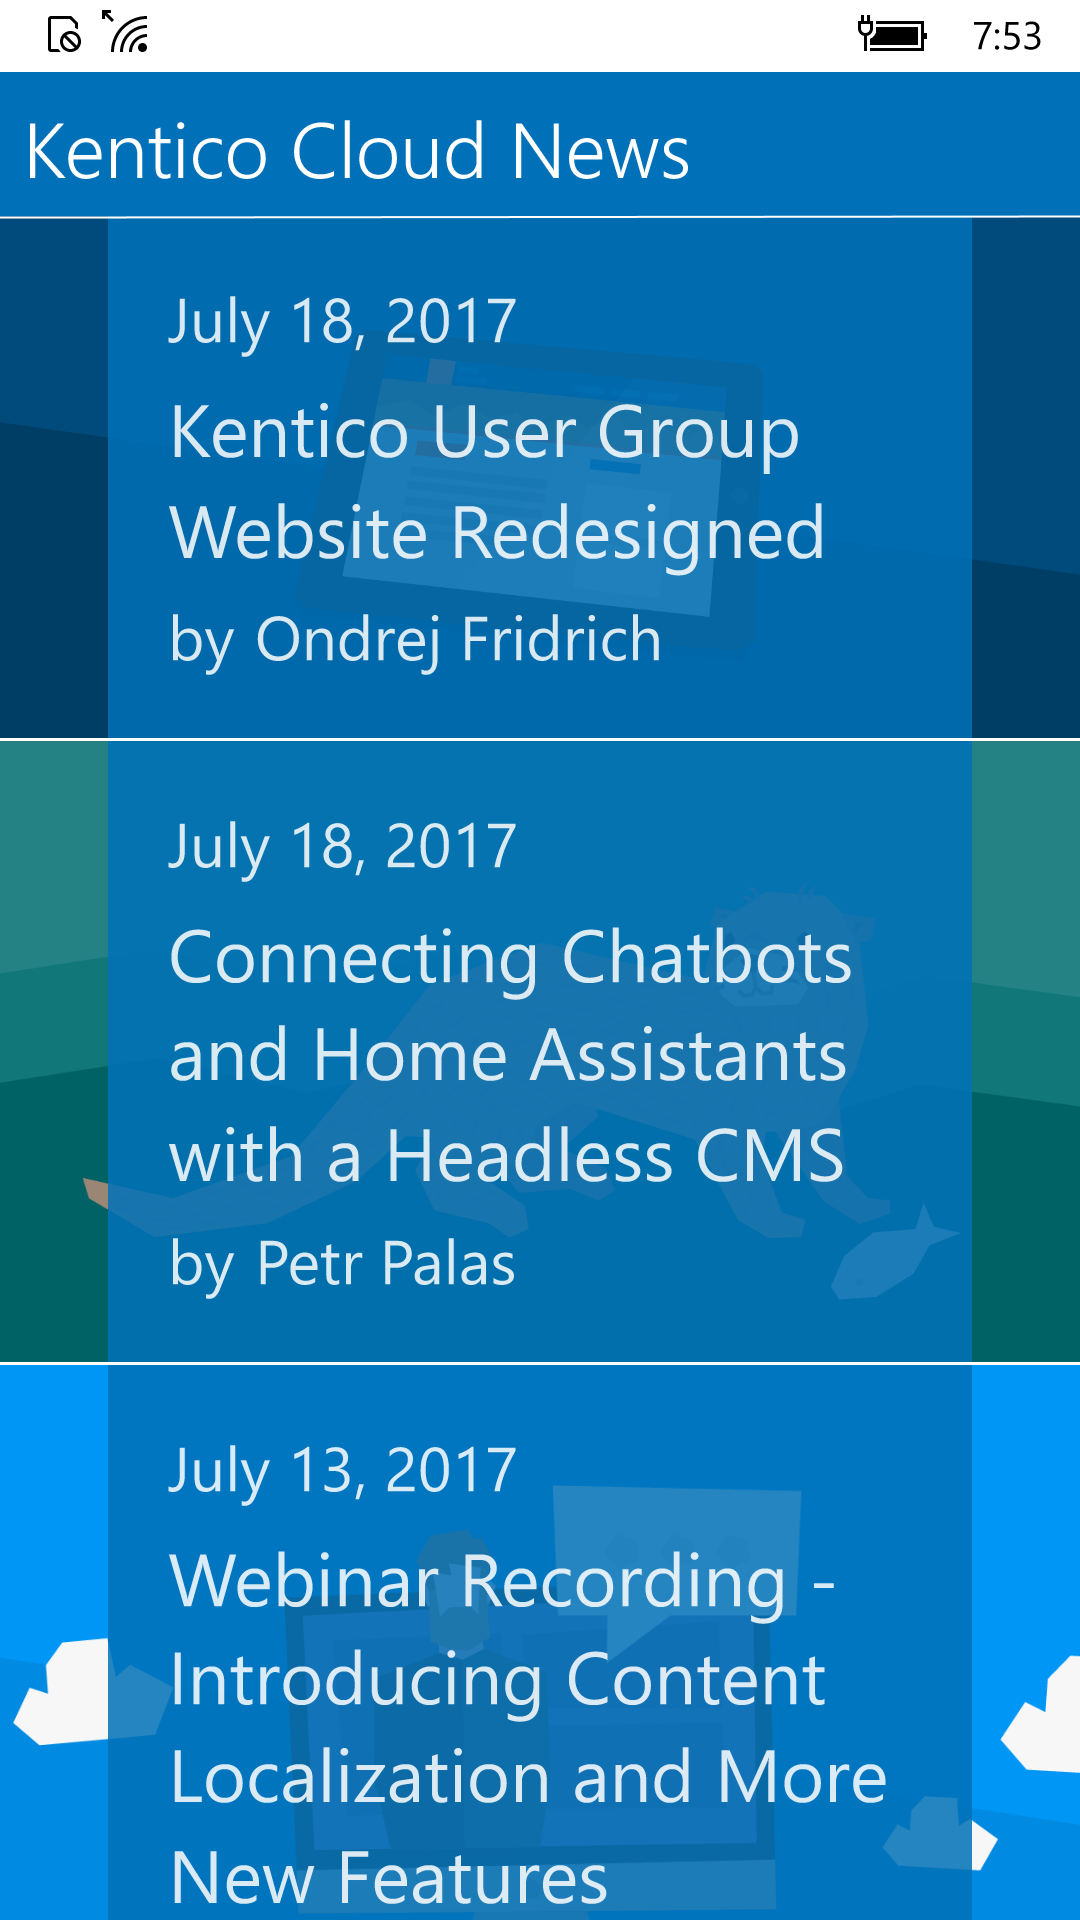 7:53
Kentico Cloud News
July 18, 2017
Kentico User Group
Website Redesigned
by Ondrej Fridrich
July 18, 2017
Connecting Chatbots
and Home Assistants
with a Headless CMS
by Petr Palas
July 13, 2017
Webinar Recording -
Introducing Content
Localization and More
New Features